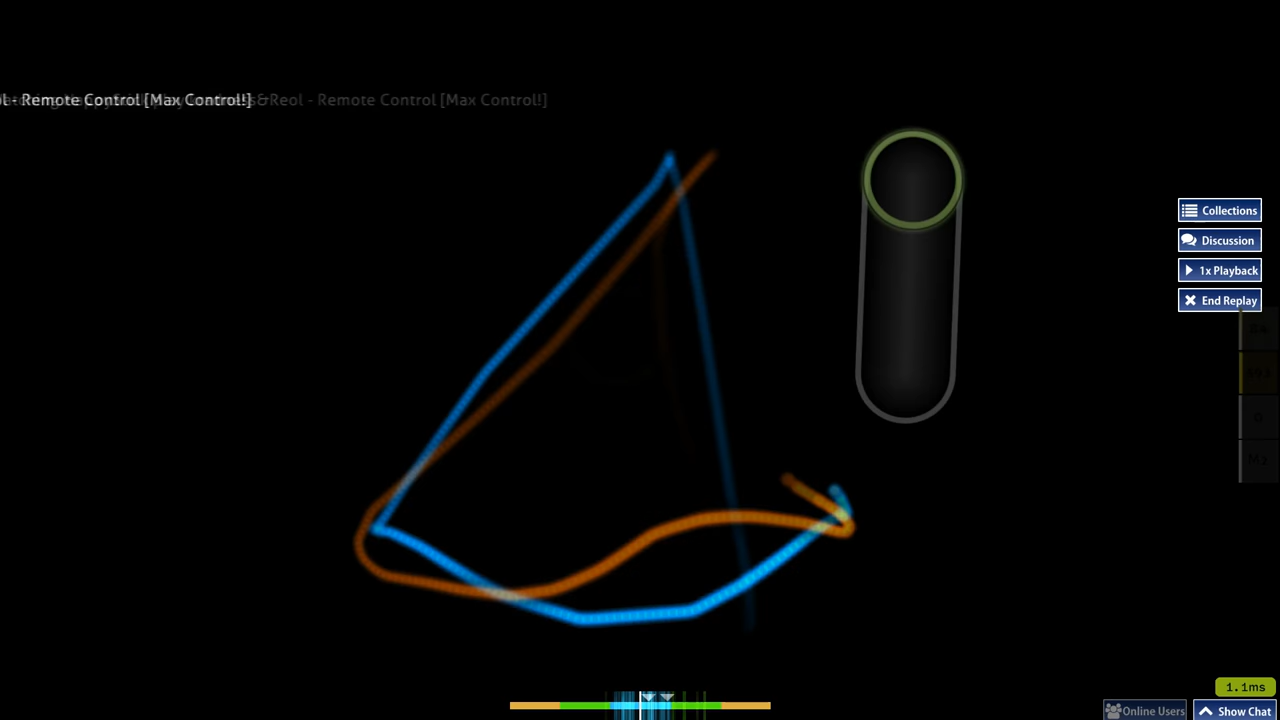 l - Remote Control [Max Control!]
&Reol - Remote Control [Max Control!]
Collections
Discussion
1x Playback
End Replay
1.1ms
Online Users
Show Chat